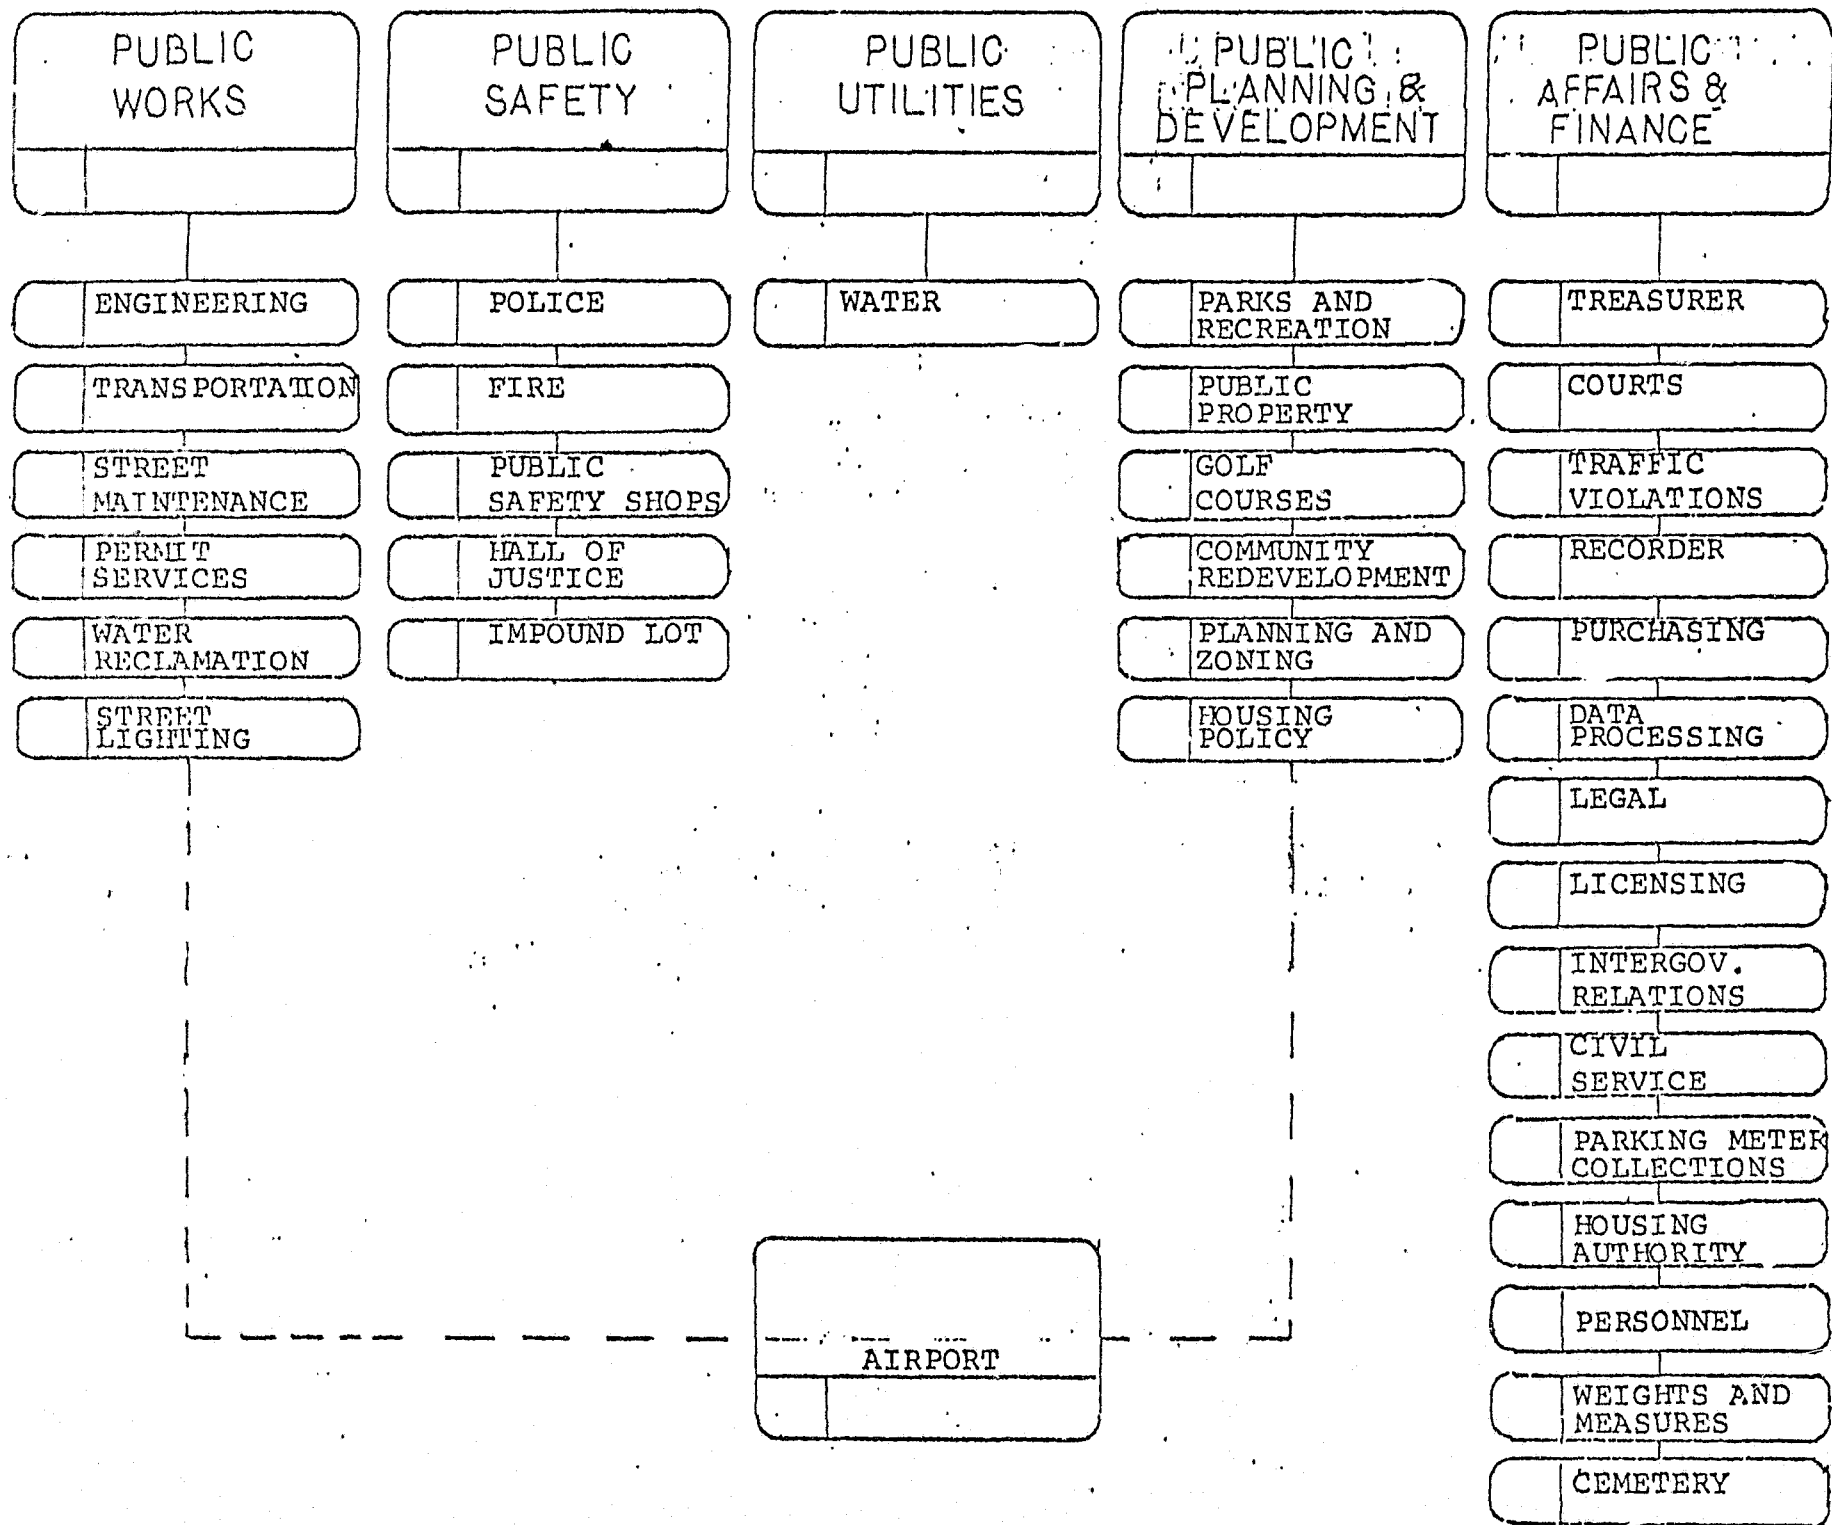 PUBLIC
WORKS
ENGINEERING
TRANSPORTATION
STREET
MAINTENANCE
PERMIT
SERVICES
WATER
RECLAMATION
STREET
LIGHTING
PUBLIC
SAFETY
POLICE
FIRE
PUBLIC
SAFETY SHOPS
HALL OF
JUSTICE
IMPOUND LOT
PUBLIC
UTILITIES
WATER
PUBLIC
PLANNING &
DEVELOPMENT
PARKS AND
RECREATION
PUBLIC
PROPERTY
GOLF
COURSES
COMMUNITY
REDEVELOPMENT
PLANNING AND
ZONING
HOUSING
POLICY
PUBLIC
AFFAIRS &
FINANCE
TREASURER
COURTS
TRAFFIC
VIOLATIONS
RECORDER
PURCHASING
DATA
PROCESSING
LEGAL
LICENSING
INTERGOV.
RELATIONS
CIVIL
SERVICE
PARKING METER
COLLECTIONS
HOUSING
AUTHORITY
PERSONNEL
WEIGHTS AND
MEASURES
CEMETERY
AIRPORT